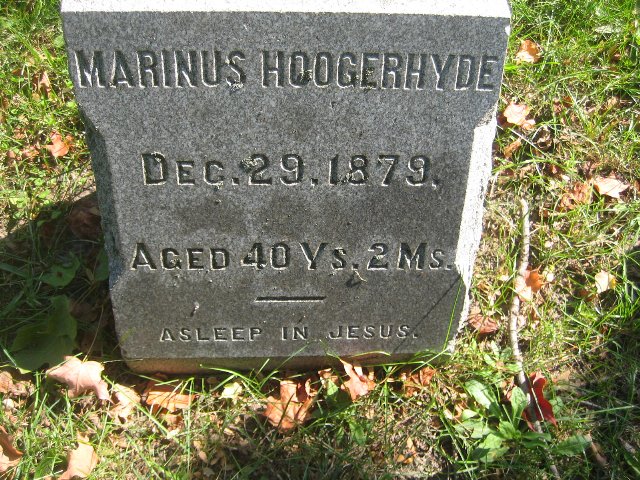 MARINUS HOOGERHYDE
DEC. 29. 1879.
AGED 40 YS. 2 MS.
ASLEEP IN JESUS.